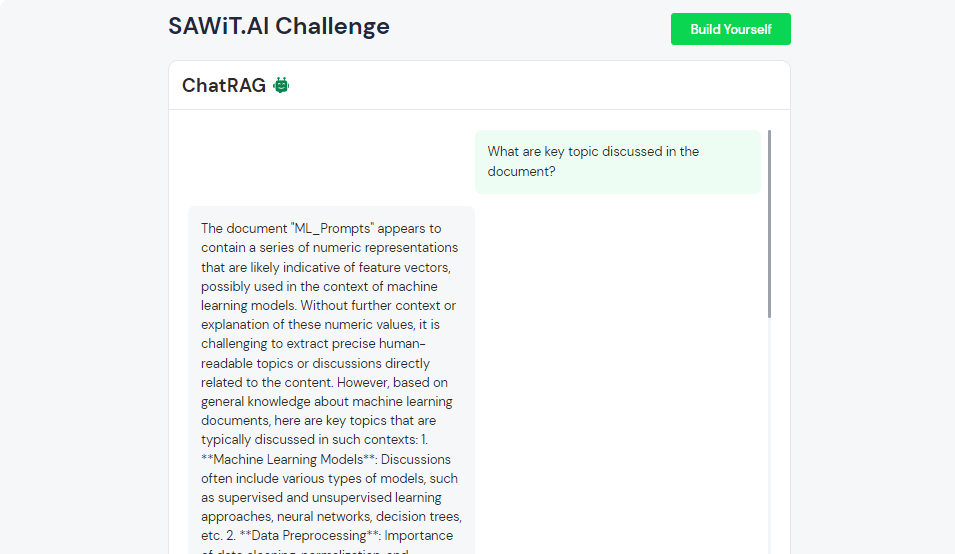 SAWiT.AI Challenge
Build Yourself
ChatRAG
What are key topic discussed in the
document?
The document "ML_Prompts" appears to
contain a series of numeric representations
that are likely indicative of feature vectors,
possibly used in the context of machine
learning models. Without further context or
explanation of these numeric values, it is
challenging to extract precise human-
readable topics or discussions directly
related to the content. However, based on
general knowledge about machine learning
documents, here are key topics that are
typically discussed in such contexts: 1.
**Machine Learning Models**: Discussions
often include various types of models, such
as supervised and unsupervised learning
approaches, neural networks, decision trees,
etc. 2. **Data Preprocessing**: Importance
of data cleaning, normalization, and